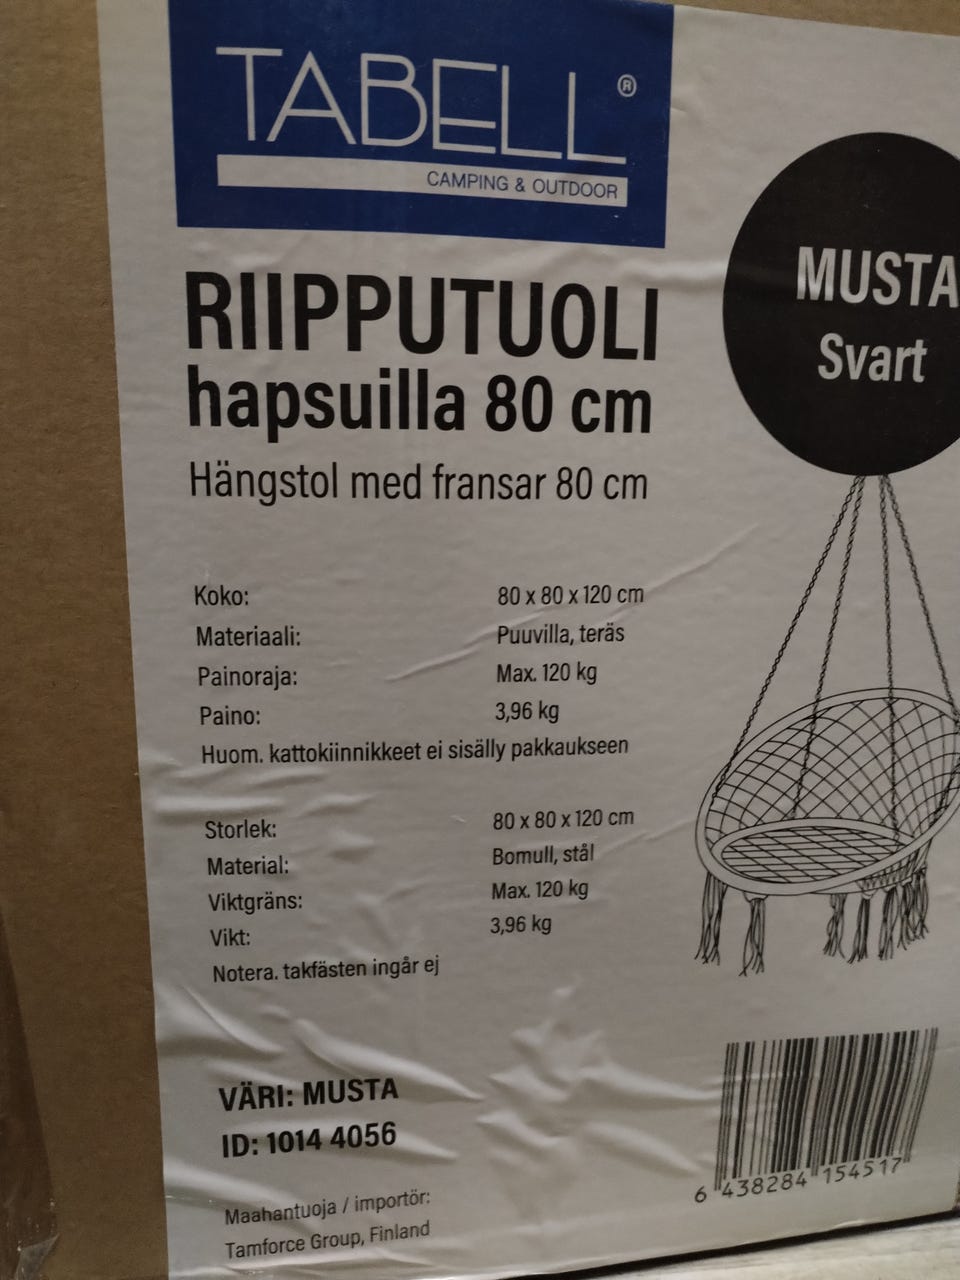 TABELL®
CAMPING & OUTDOOR
RIIPPUTUOLI
hapsuilla 80 cm
Hängstol med fransar 80 cm
MUSTA
Svart
Koko: 80 x 80 x 120 cm
Materiaali: Puuvilla, teräs
Painoraja: Max. 120 kg
Paino: 3,96 kg
Huom. kattokiinnikkeet ei sisälly pakkaukseen
Storlek: 80 x 80 x 120 cm
Material: Bomull, stål
Viktgräns: Max. 120 kg
Vikt: 3,96 kg
Notera. takfästen ingår ej
VÄRI: MUSTA
ID: 1014 4056
Maahantuoja / importör:
Tamforce Group, Finland
6 438284 154517